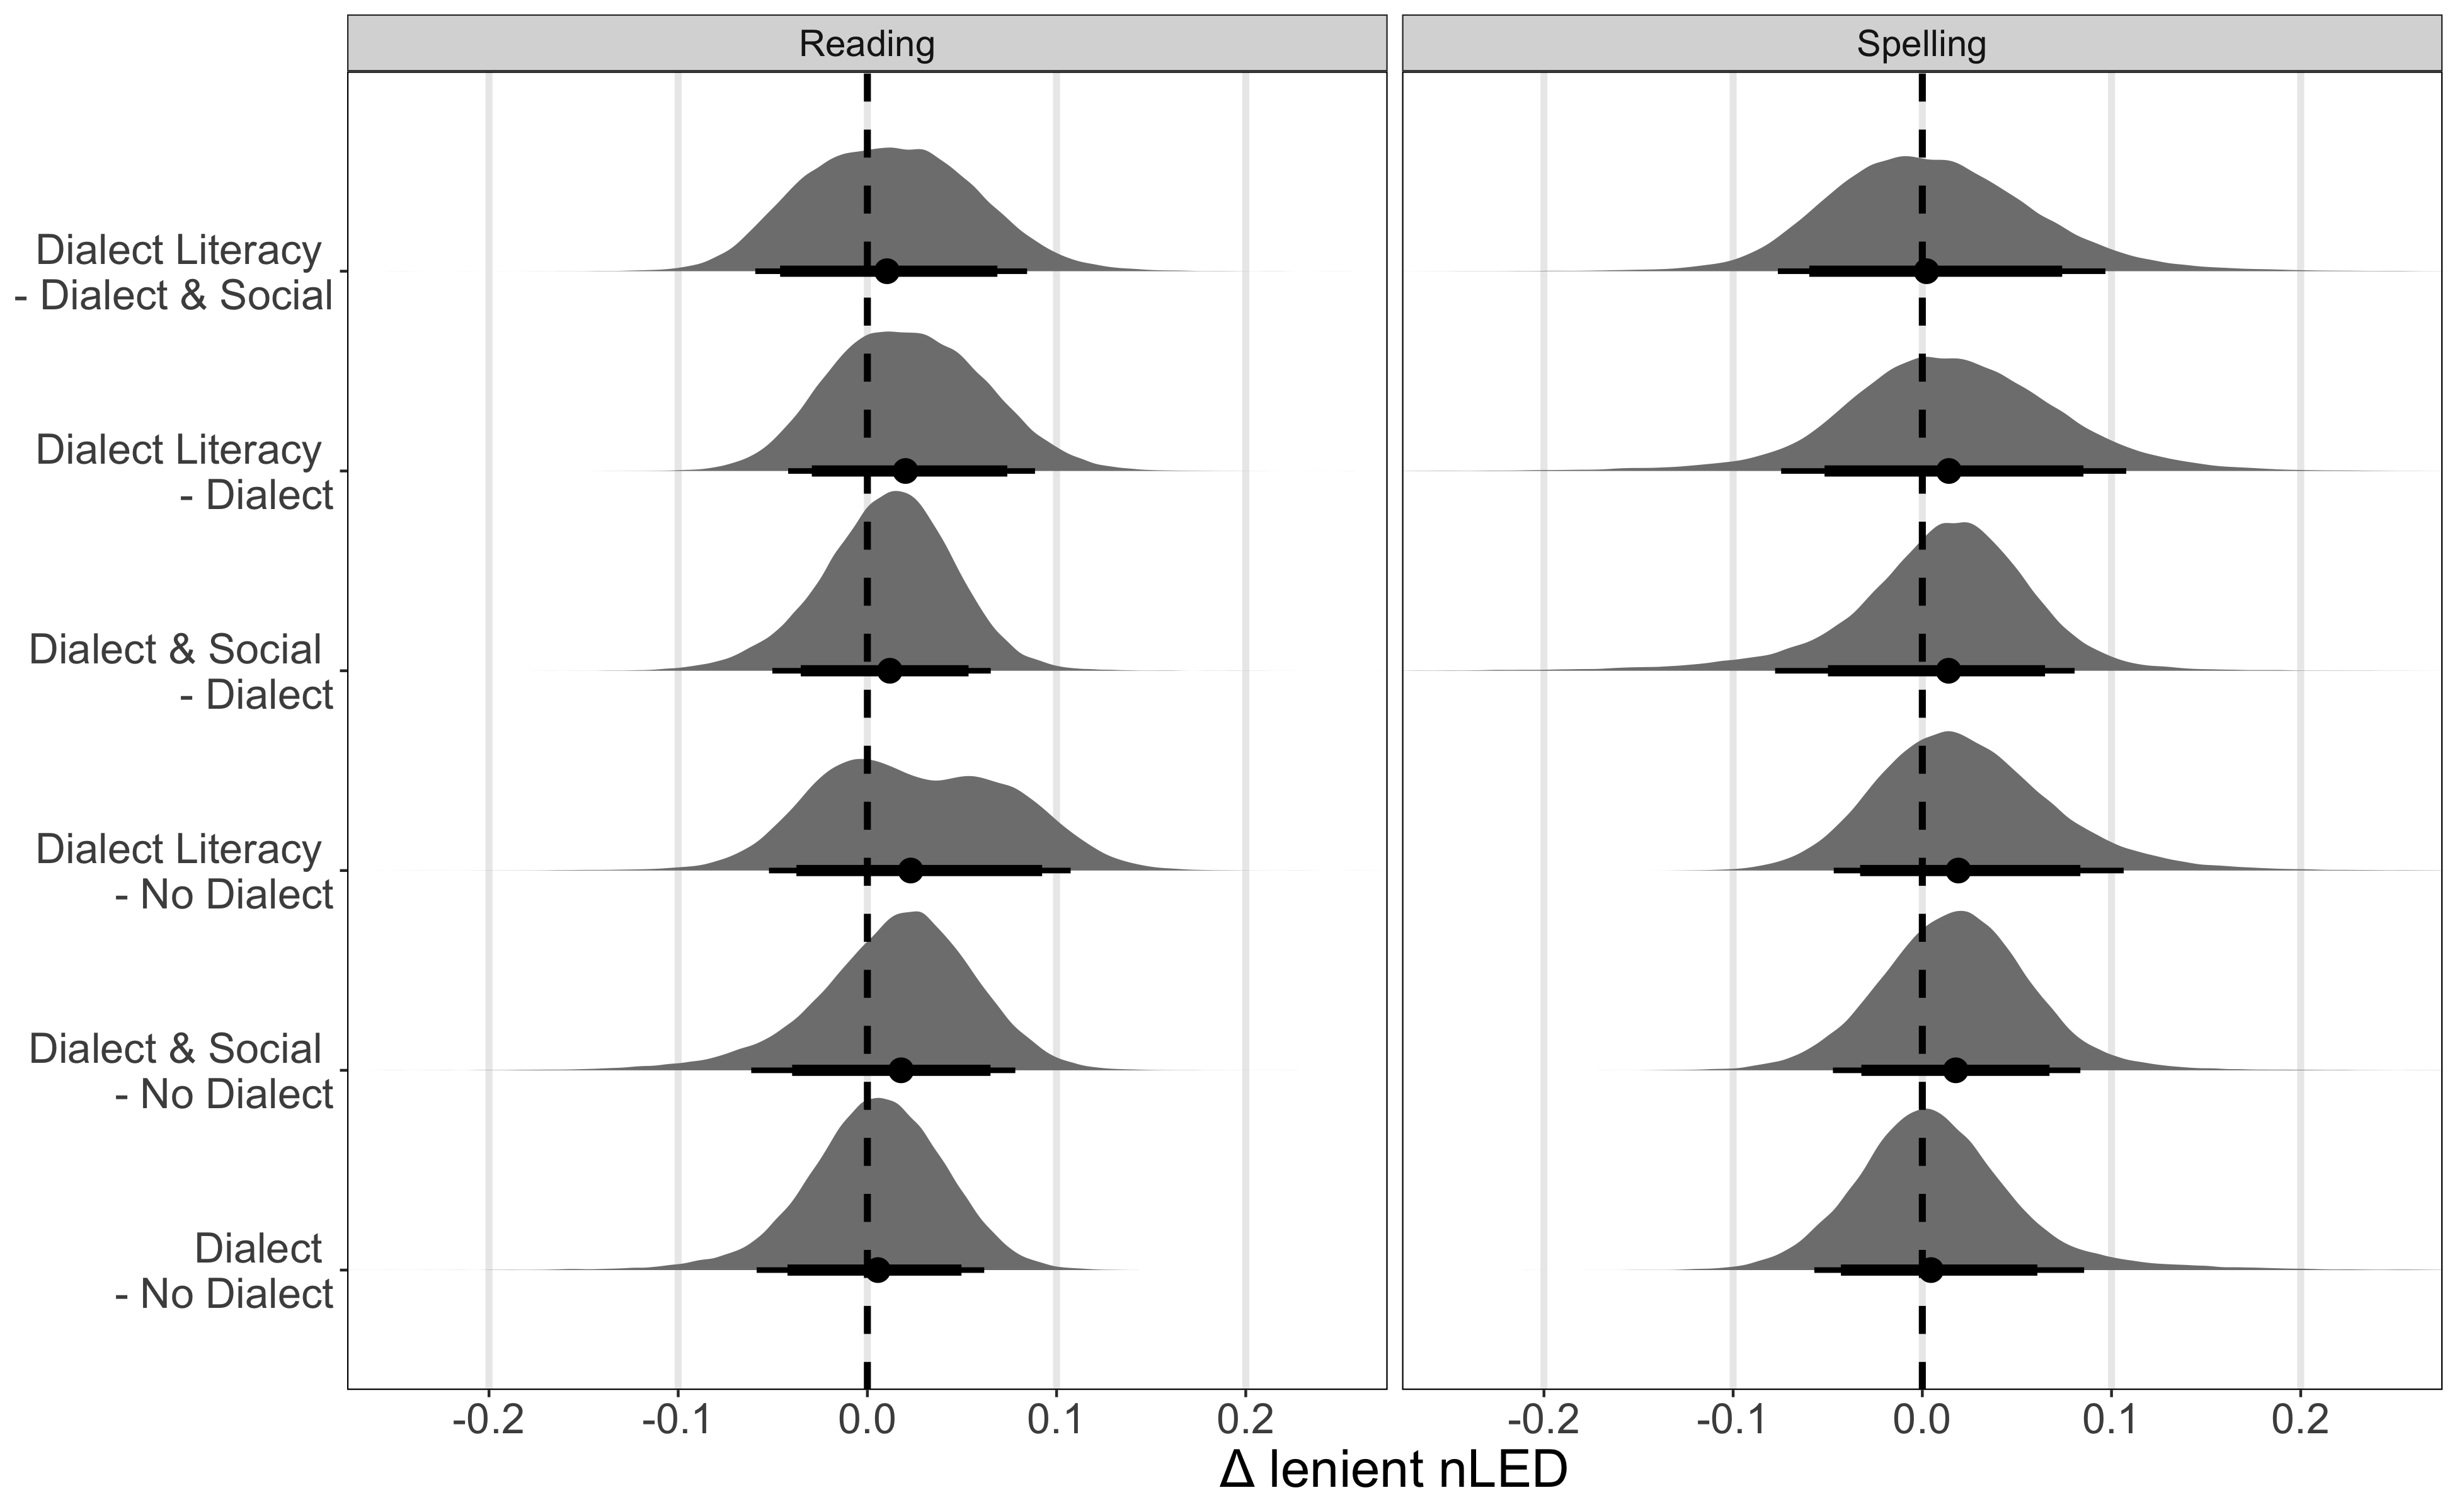 Reading
Spelling
Dialect Literacy
- Dialect & Social
Dialect Literacy
- Dialect
Dialect & Social
- Dialect
Dialect Literacy
- No Dialect
Dialect & Social
- No Dialect
Dialect
- No Dialect
-0.2 -0.1 0.0 0.1 0.2
-0.2 -0.1 0.0 0.1 0.2
Δ lenient nLED